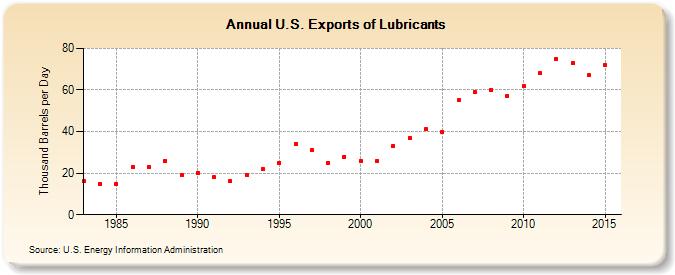 Annual U.S. Exports of Lubricants
Thousand Barrels per Day
80
60
40
20
0
1985 1990 1995 2000 2005 2010 2015
Source: U.S. Energy Information Administration